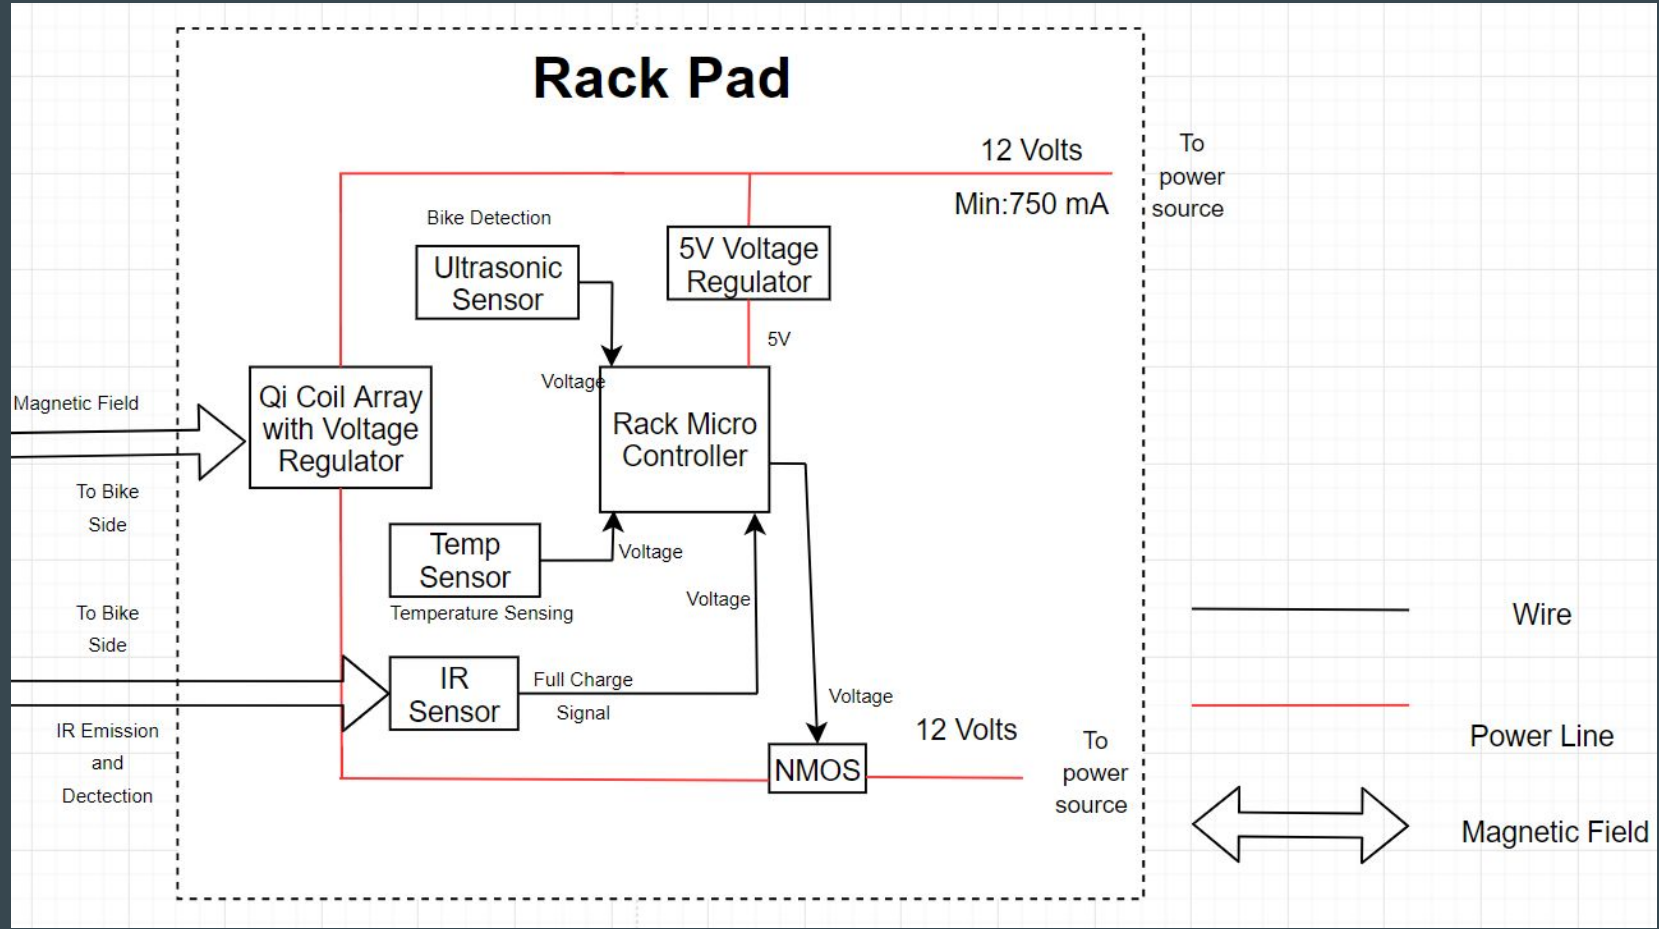 Rack Pad
12 Volts
To
power
source
Min:750 mA
Bike Detection
Ultrasonic
Sensor
5V Voltage
Regulator
5V
Voltage
Magnetic Field
Qi Coil Array
with Voltage
Regulator
Rack Micro
Controller
To Bike
Side
Temp
Sensor
Voltage
Temperature Sensing
Voltage
To Bike
Side
IR
Sensor
Full Charge
Signal
Voltage
IR Emission
and
Dectection
12 Volts
NMOS
To
power
source
Wire
Power Line
Magnetic Field